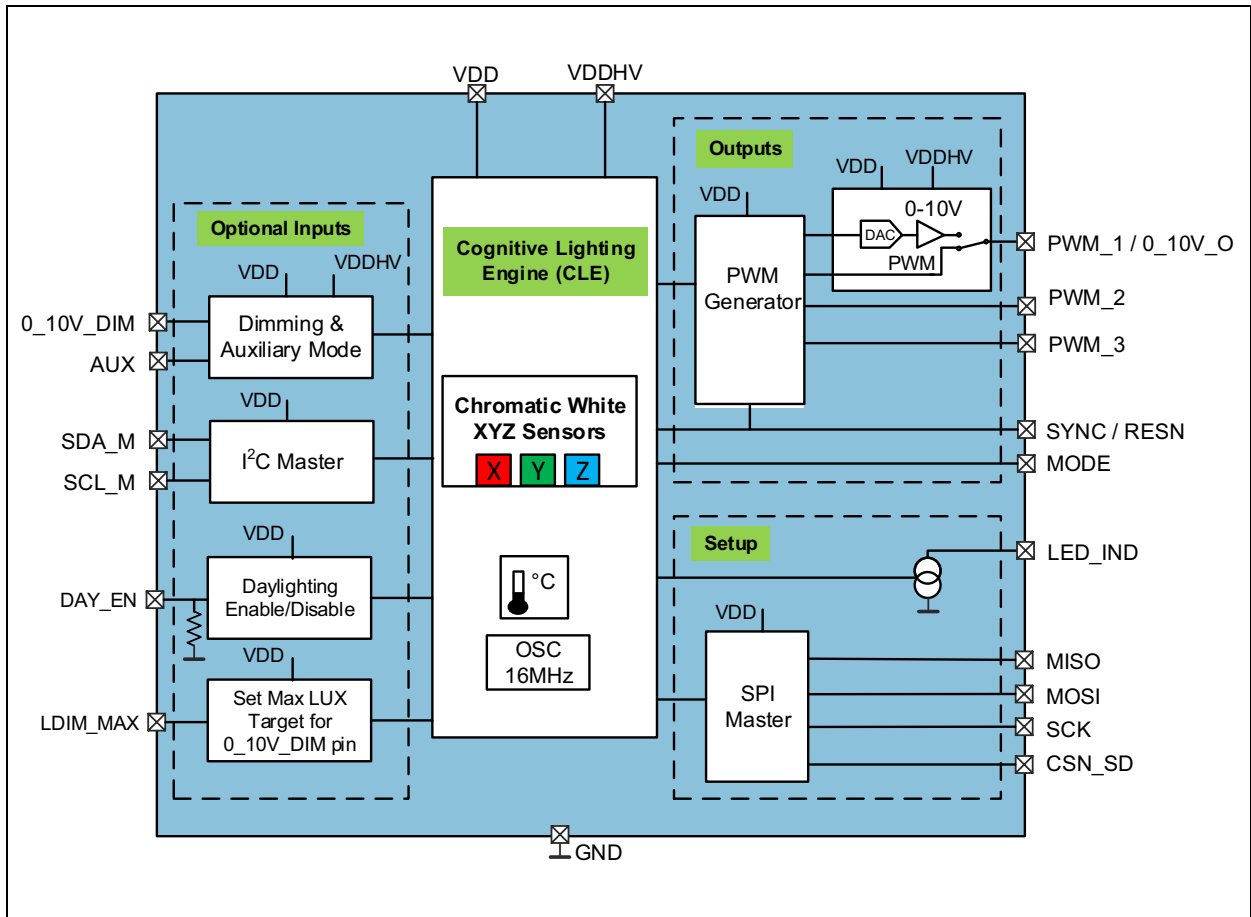 VDD
VDDHV
Optional Inputs
VDD
VDDHV
Dimming &
Auxiliary Mode
0_10V_DIM
AUX
VDD
I²C Master
SDA_M
SCL_M
VDD
Daylighting
Enable/Disable
DAY_EN
VDD
Set Max LUX
Target for
0_10V_DIM pin
LDIM_MAX
Cognitive Lighting
Engine (CLE)
Chromatic White
XYZ Sensors
X Y Z
°C
OSC
16MHz
Outputs
VDD
PWM
Generator
VDD
VDDHV
0-10V
DAC
PWM
PWM_1 / 0_10V_O
PWM_2
PWM_3
SYNC / RESN
MODE
Setup
LED_IND
VDD
SPI
Master
MISO
MOSI
SCK
CSN_SD
GND